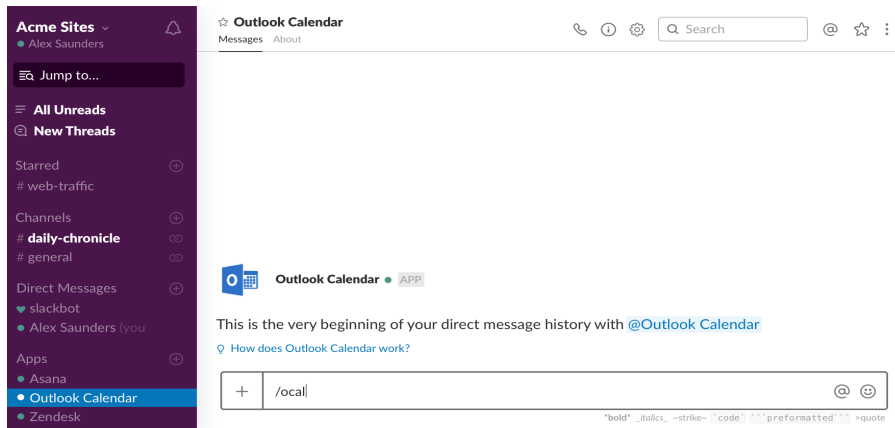 Acme Sites
Alex Saunders
Jump to...
All Unreads
New Threads
Starred
# web-traffic
Channels
# daily-chronicle
# general
Direct Messages
slackbot
Alex Saunders (you
Apps
Asana
Outlook Calendar
Zendesk
Outlook Calendar
Messages About
Search
Outlook Calendar APP
This is the very beginning of your direct message history with @Outlook Calendar
How does Outlook Calendar work?
/ocal
*bold* _italics_ ~strike~ `code` ```preformatted``` >quote